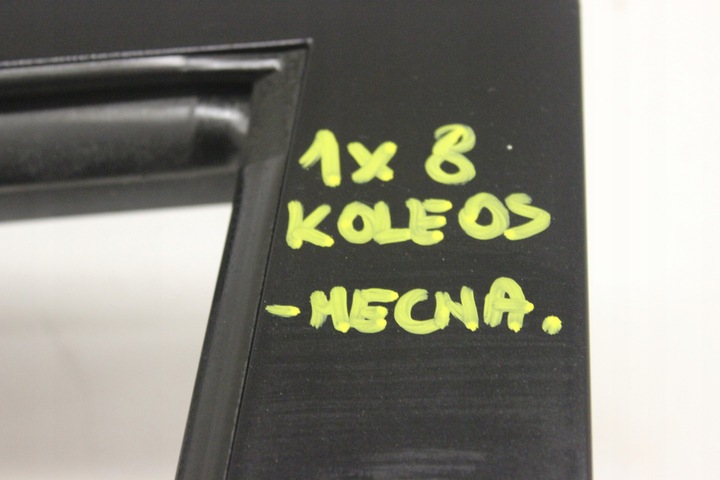 1x 8
KOLEOS
-MECNA.